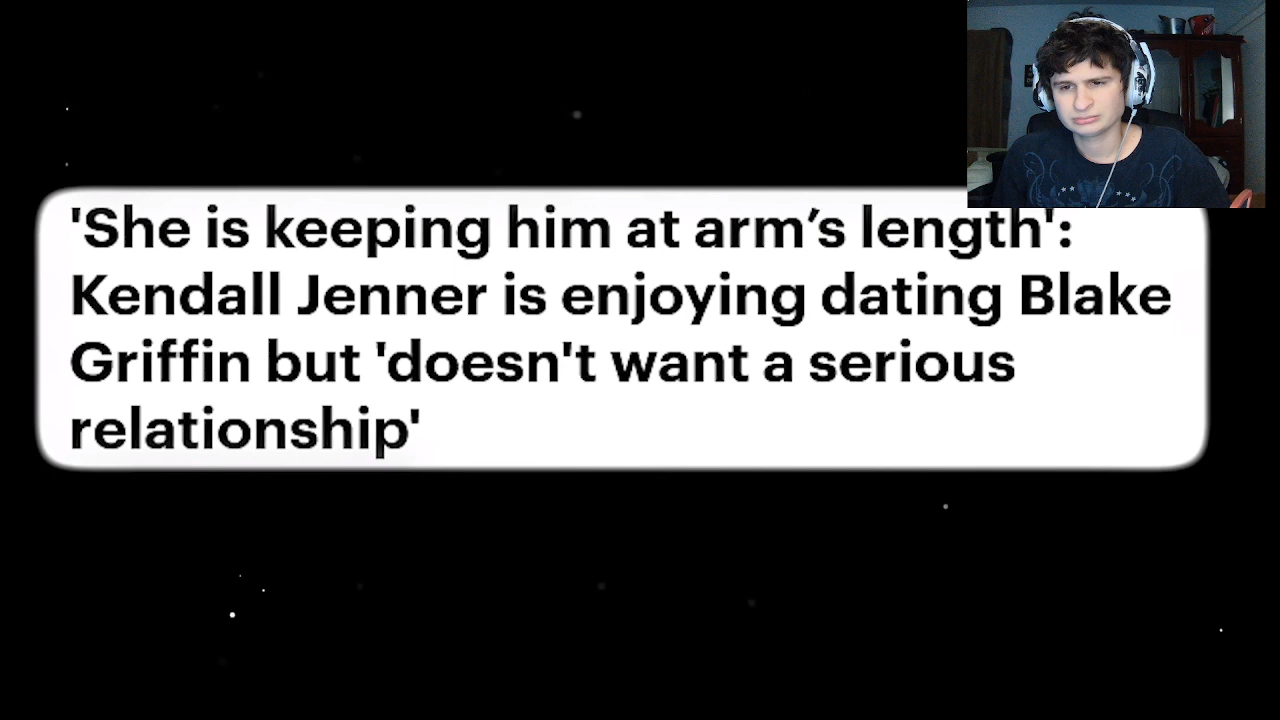 'She is keeping him at arm’s length':
Kendall Jenner is enjoying dating Blake
Griffin but 'doesn't want a serious
relationship'